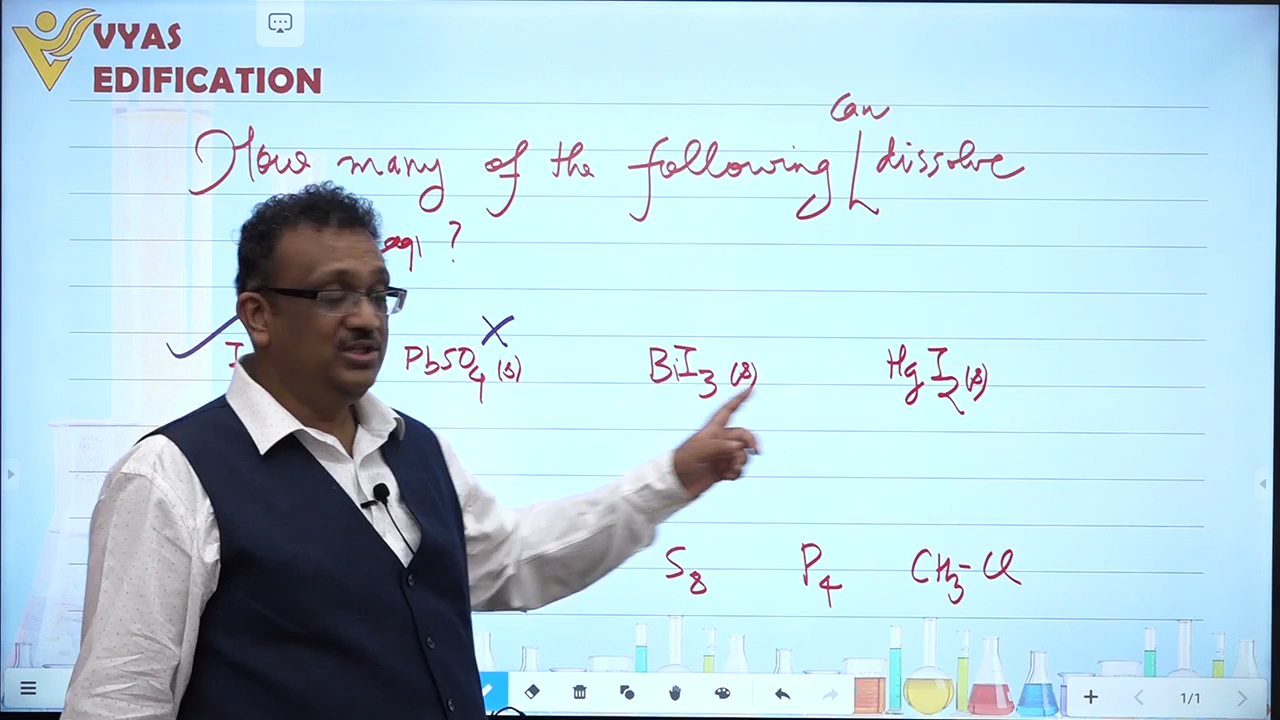 VYAS
EDIFICATION
Can
How many of the following dissolve
?
I PbSO4 (s) BiI3 (s) HgI2 (s)
S8 P4 CH3-Cl
1/1